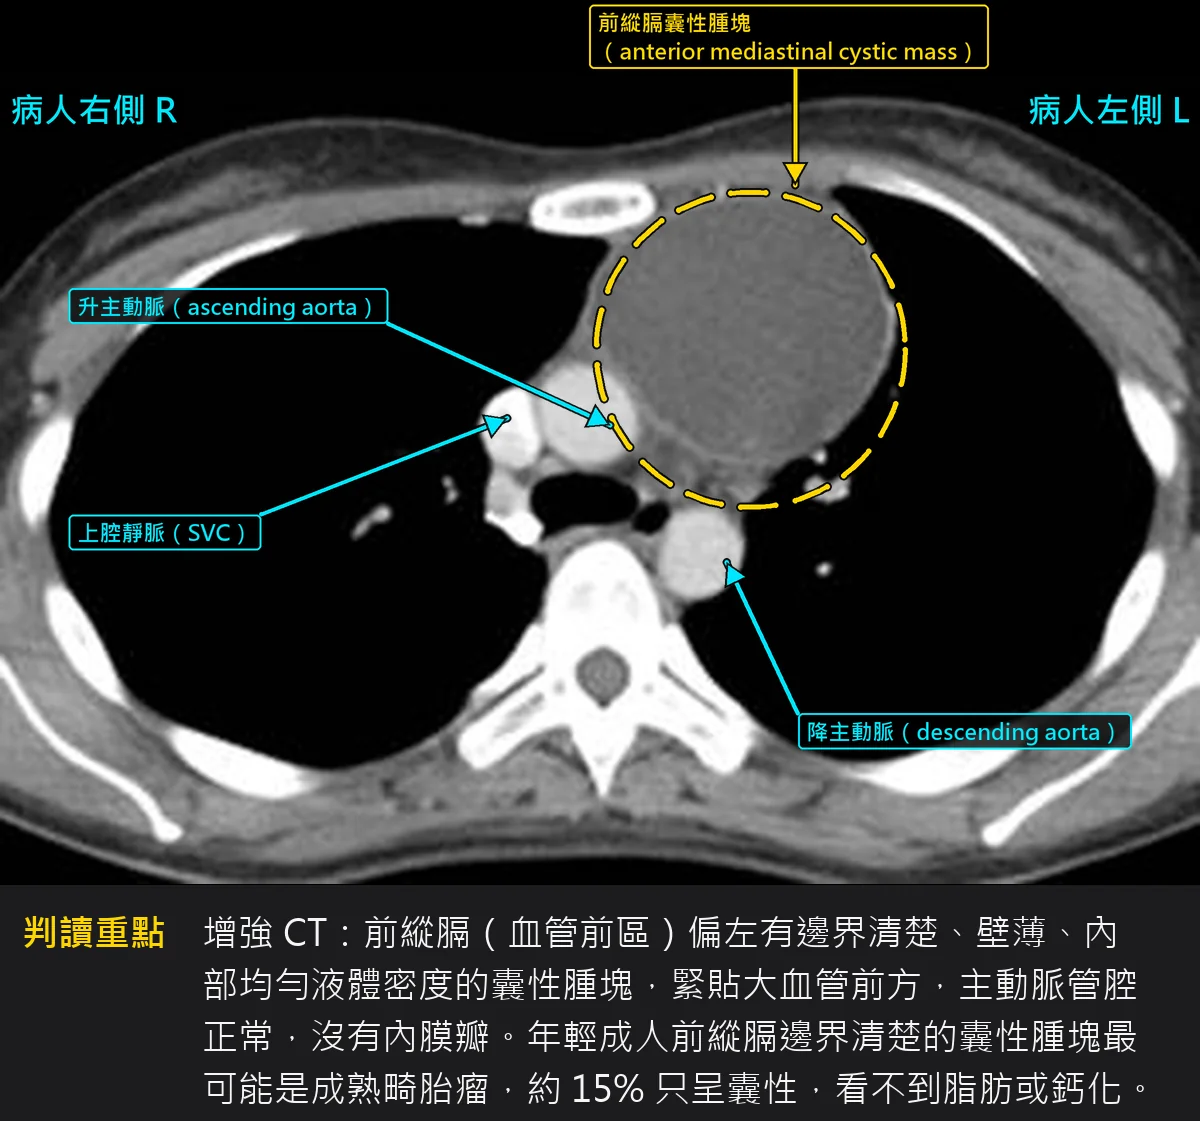 前縱膈囊性腫塊
（anterior mediastinal cystic mass）
病人右側 R
病人左側 L
升主動脈（ascending aorta）
上腔靜脈（SVC）
降主動脈（descending aorta）
判讀重點
增強 CT：前縱膈（血管前區）偏左有邊界清楚、壁薄、內
部均勻液體密度的囊性腫塊，緊貼大血管前方，主動脈管腔
正常，沒有內膜瓣。年輕成人前縱膈邊界清楚的囊性腫塊最
可能是成熟畸胎瘤，約 15% 只呈囊性，看不到脂肪或鈣化。